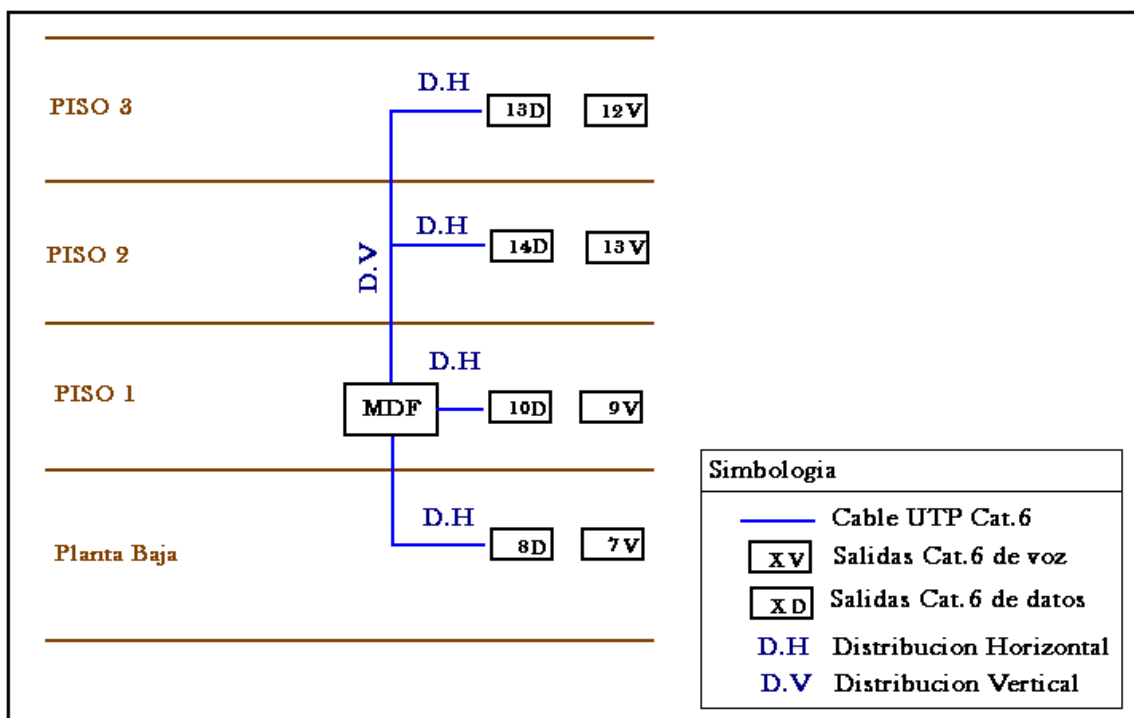 D.H
PISO 3
13D 12V
D.H
PISO 2
14D 13V
D.V
D.H
PISO 1
MDF
10D 9V
D.H
Planta Baja
8D 7V
Simbologia
Cable UTP Cat.6
XV Salidas Cat.6 de voz
XD Salidas Cat.6 de datos
D.H Distribucion Horizontal
D.V Distribucion Vertical